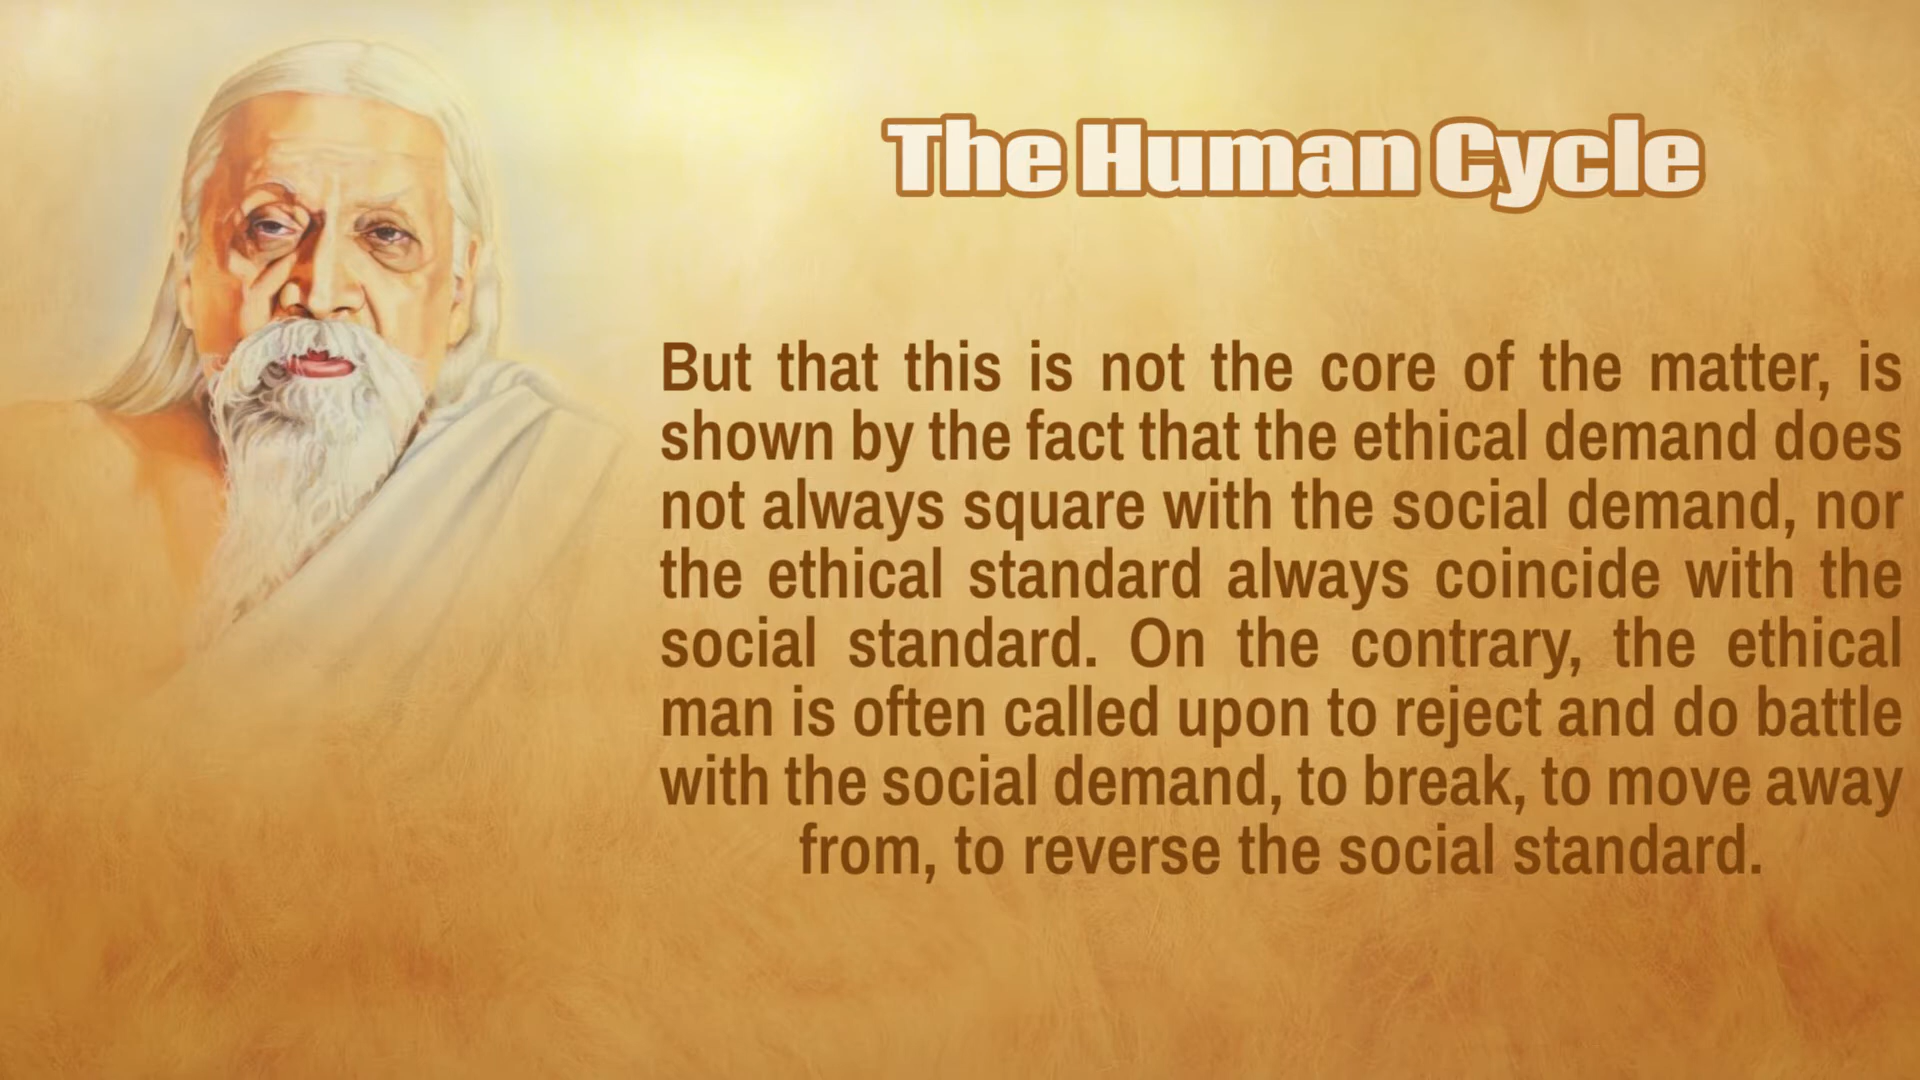 The Human Cycle
But that this is not the core of the matter, is
shown by the fact that the ethical demand does
not always square with the social demand, nor
the ethical standard always coincide with the
social standard. On the contrary, the ethical
man is often called upon to reject and do battle
with the social demand, to break, to move away
from, to reverse the social standard.